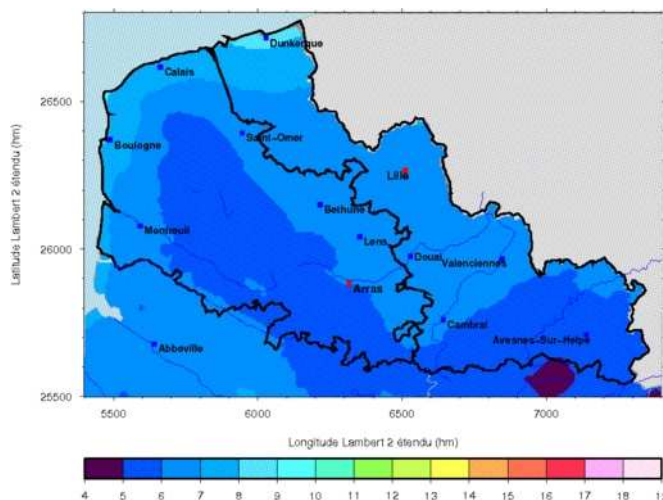 Dunkerque
Calais
26500
Saint-Omer
Boulogne
Lille
Béthune
Montreuil
Lens
26000
Douai
Valenciennes
Arras
Cambrai
Avesnes-Sur-Helpe
Abbeville
25500
5500 6000 6500 7000
Latitude Lambert 2 étendu (hm)
Longitude Lambert 2 étendu (hm)
4 5 6 7 8 9 10 11 12 13 14 15 16 17 18